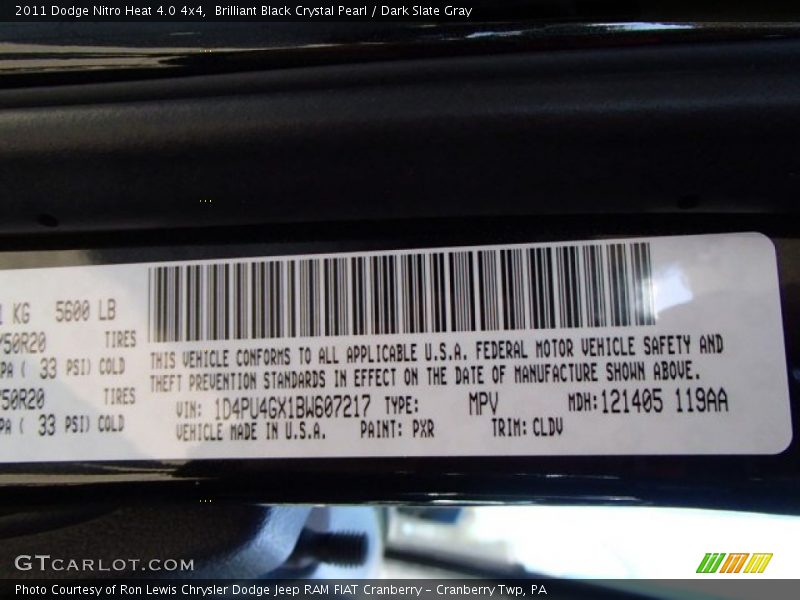 2011 Dodge Nitro Heat 4.0 4x4, Brilliant Black Crystal Pearl / Dark Slate Gray
KG 5600 LB
50R20 TIRES
PA ( 33 PSI) COLD
50R20 TIRES
PA ( 33 PSI) COLD
THIS VEHICLE CONFORMS TO ALL APPLICABLE U.S.A. FEDERAL MOTOR VEHICLE SAFETY AND
THEFT PREVENTION STANDARDS IN EFFECT ON THE DATE OF MANUFACTURE SHOWN ABOVE.
VIN: 1D4PU4GX1BW607217 TYPE: MPV MDH: 121405 119AA
VEHICLE MADE IN U.S.A. PAINT: PXR TRIM: CLDV
GTCARLOT.COM
Photo Courtesy of Ron Lewis Chrysler Dodge Jeep RAM FIAT Cranberry – Cranberry Twp, PA